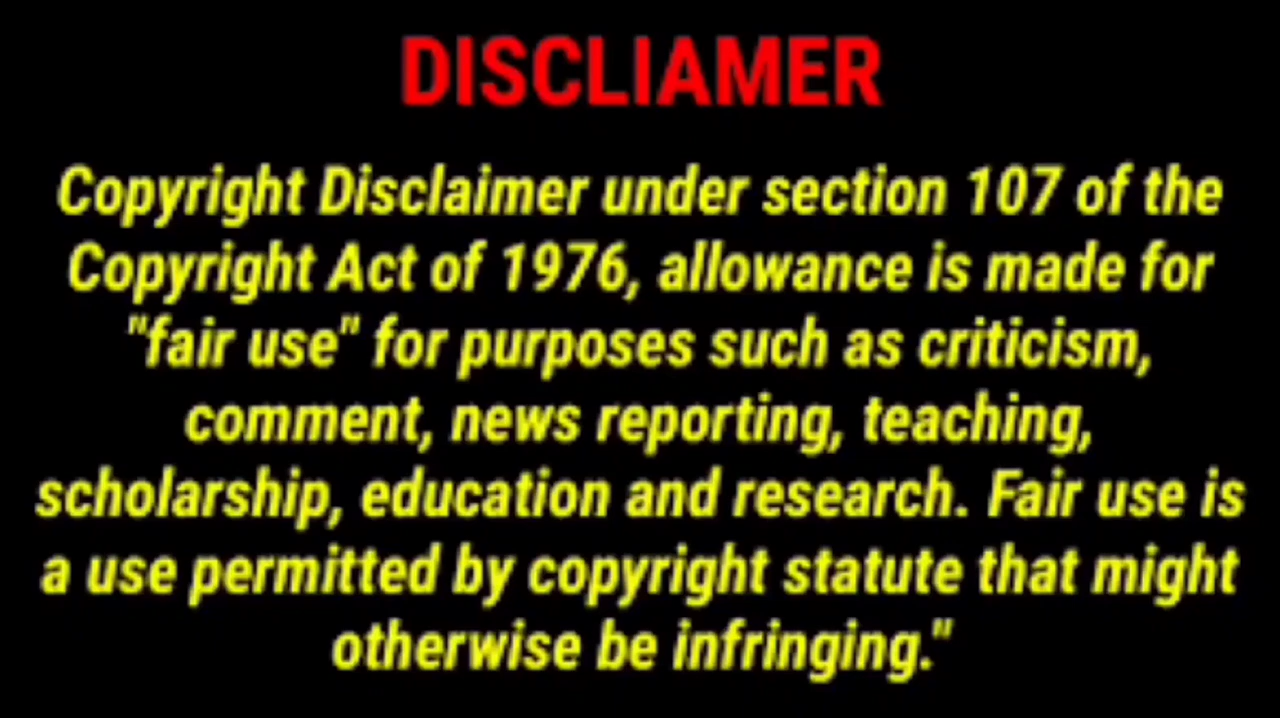 DISCLIAMER
Copyright Disclaimer under section 107 of the
Copyright Act of 1976, allowance is made for
"fair use" for purposes such as criticism,
comment, news reporting, teaching,
scholarship, education and research. Fair use is
a use permitted by copyright statute that might
otherwise be infringing."